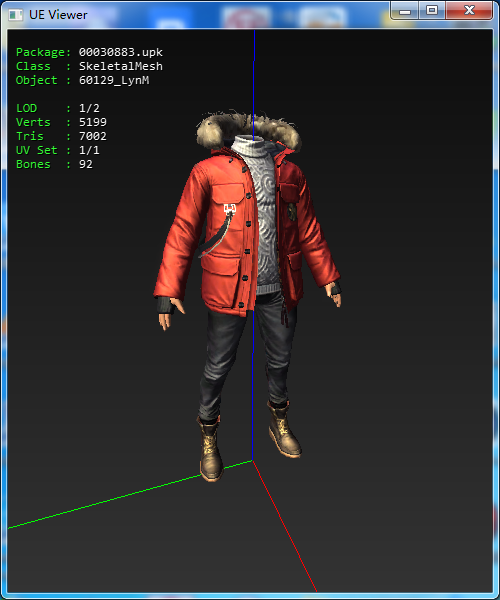 UE Viewer
Package: 00030883.upk
Class  : SkeletalMesh
Object : 60129_LynM
LOD    : 1/2
Verts  : 5199
Tris   : 7002
UV Set : 1/1
Bones  : 92